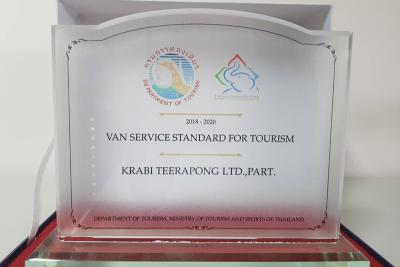 กรมการท่องเที่ยว
DEPARTMENT OF TOURISM
2018 - 2020
VAN SERVICE STANDARD FOR TOURISM
KRABI TEERAPONG LTD.,PART.
DEPARTMENT OF TOURISM, MINISTRY OF TOURISM AND SPORTS OF THAILAND